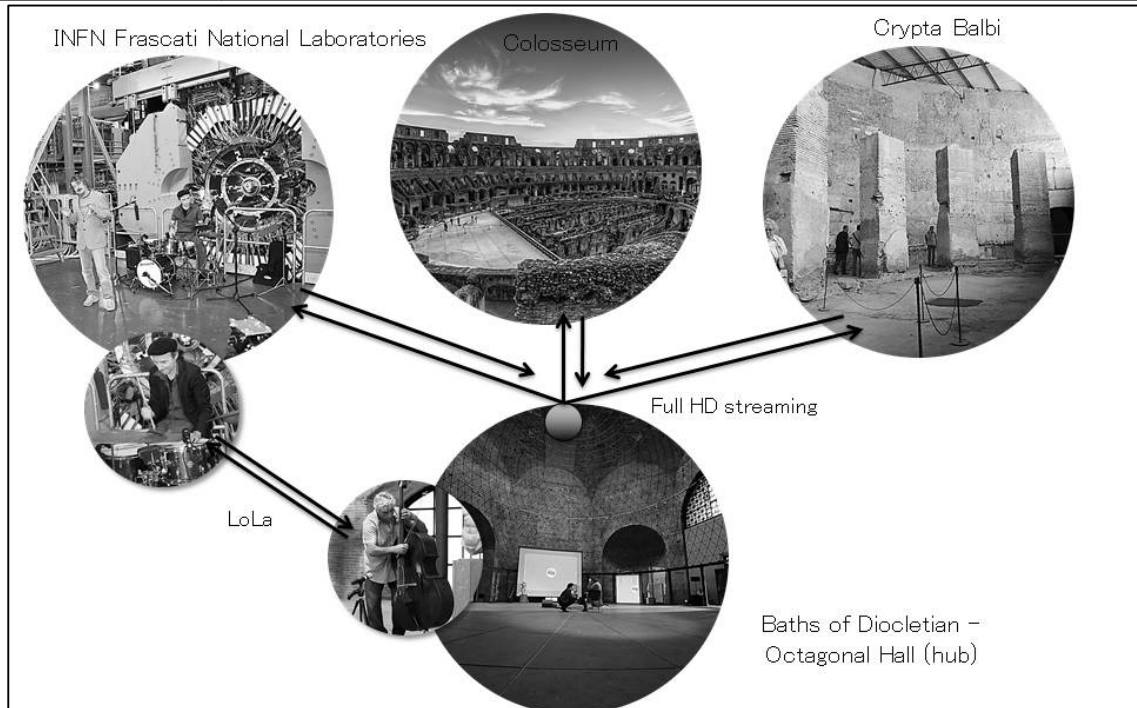 INFN Frascati National Laboratories
Colosseum
Crypta Balbi
Full HD streaming
LoLa
Baths of Diocletian –
Octagonal Hall (hub)